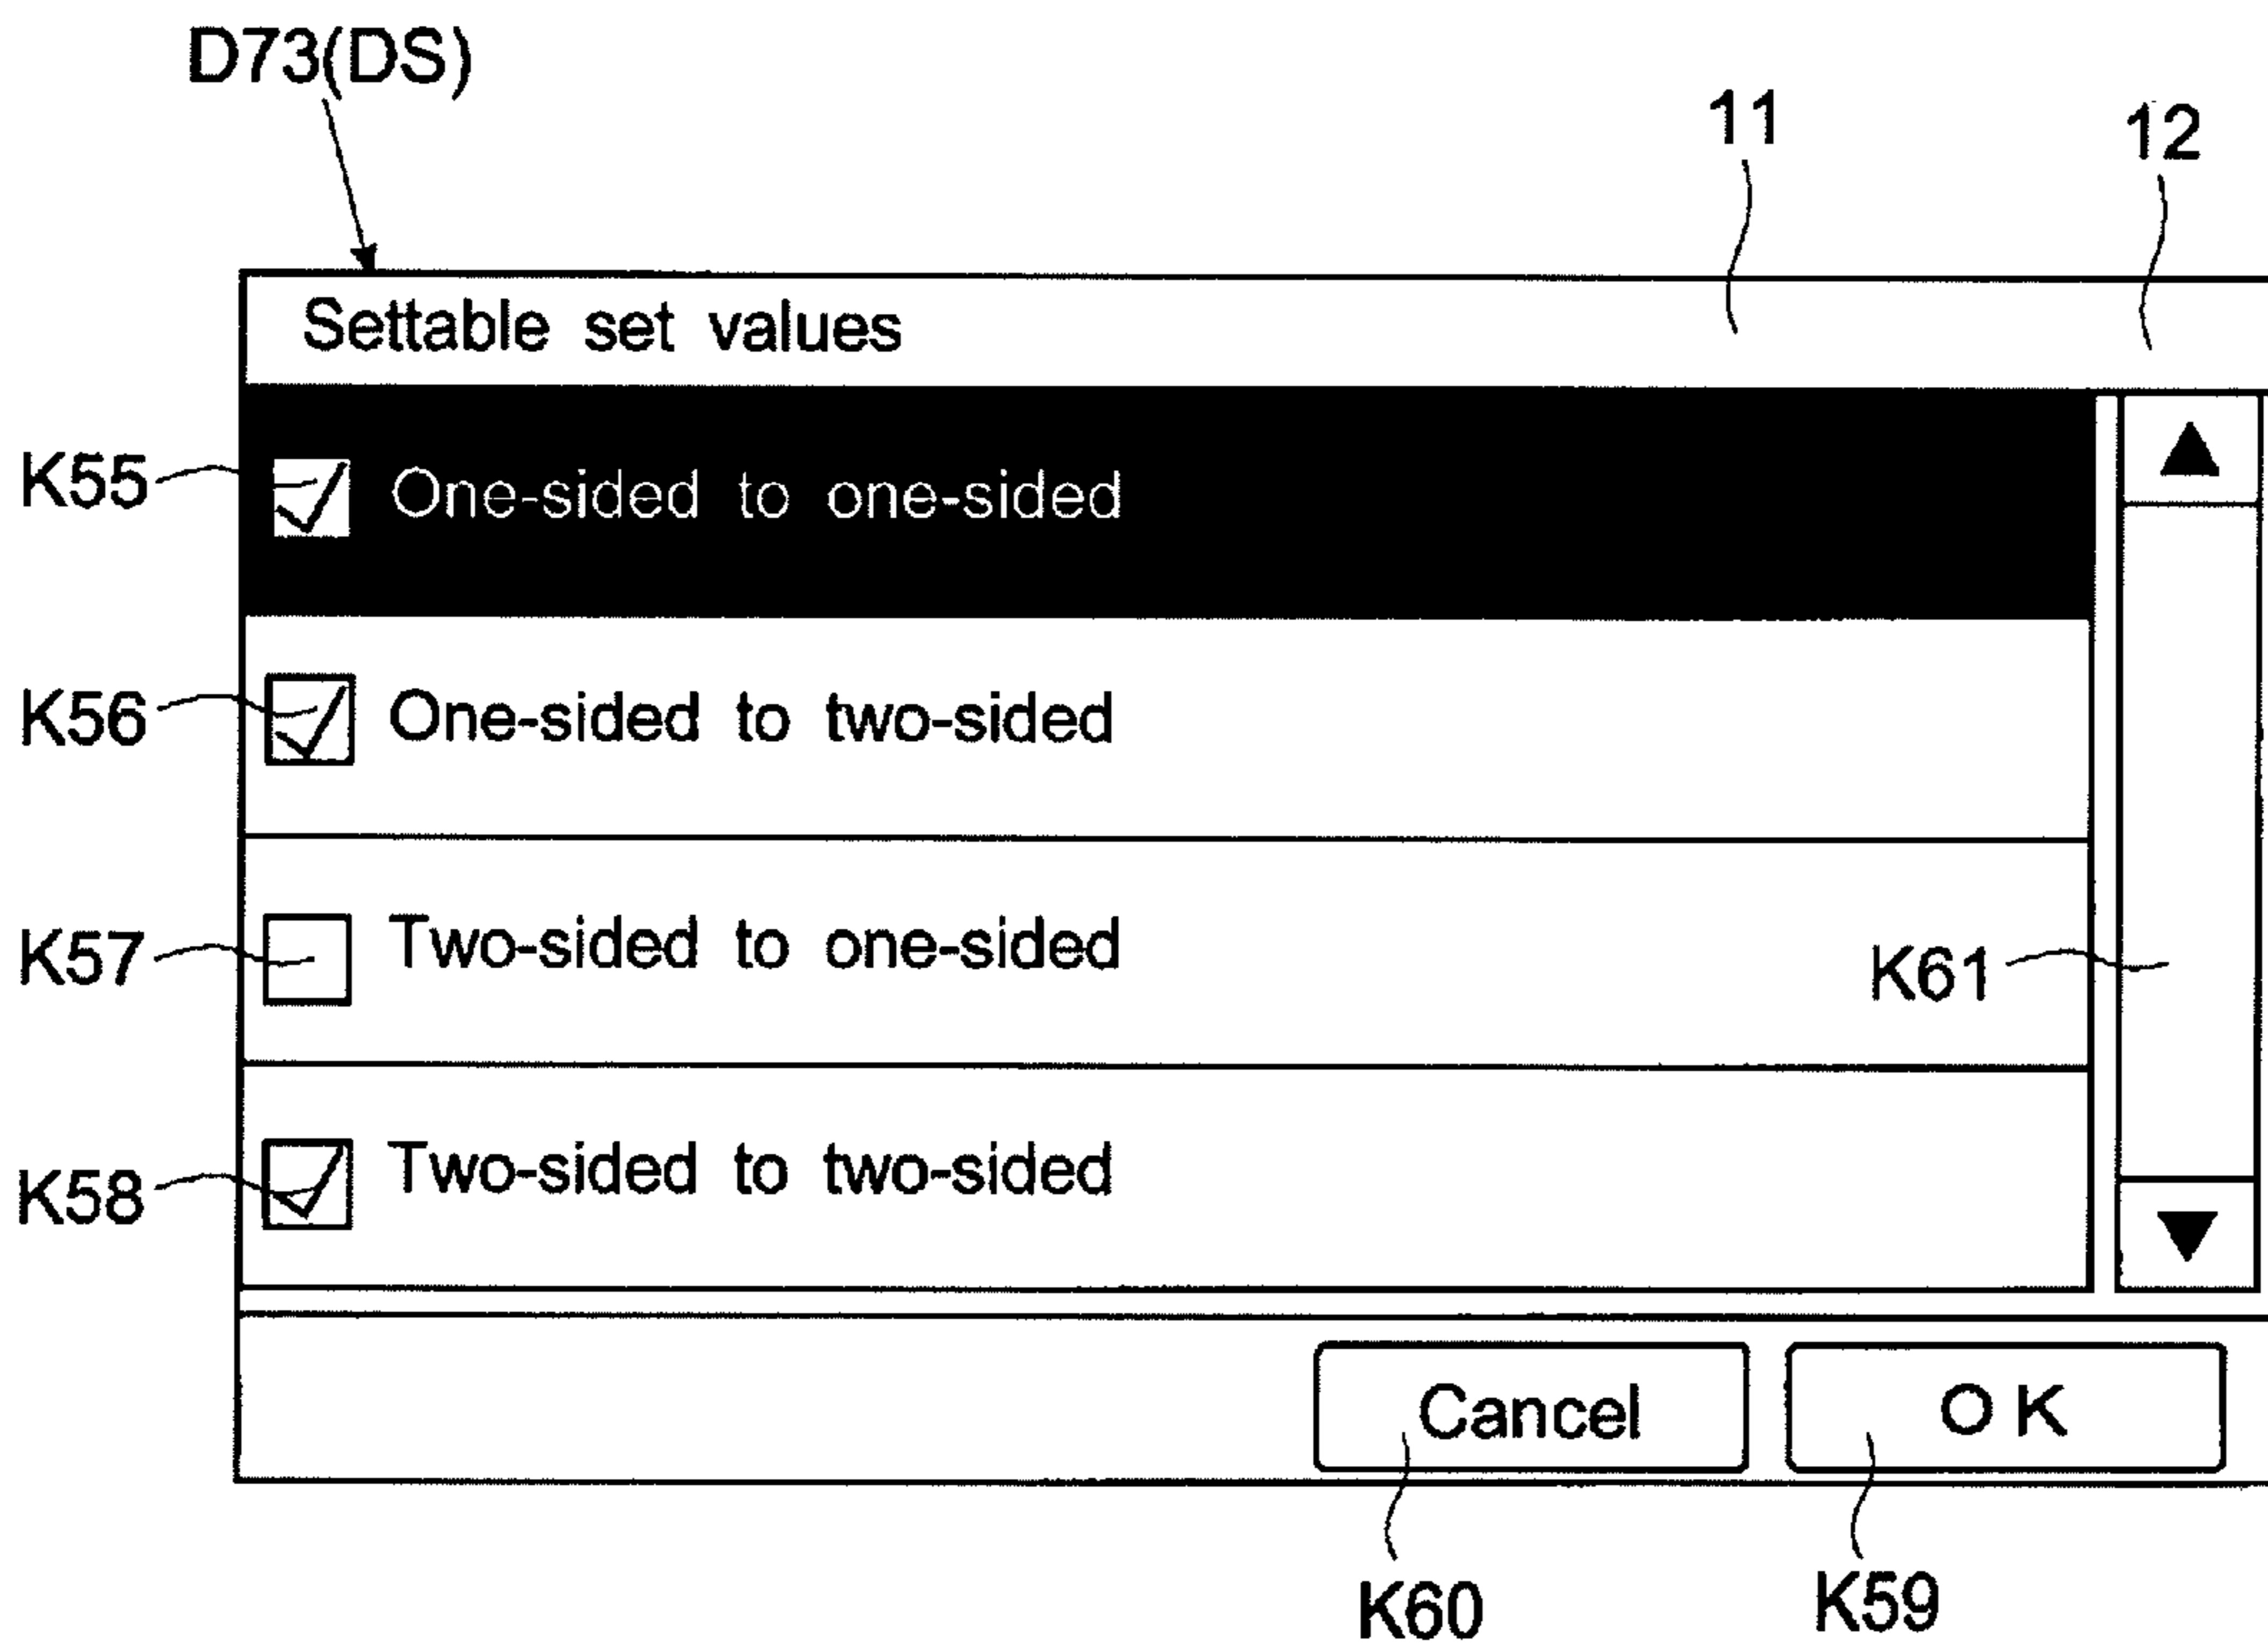 D73(DS)
11
12
Settable set values
K55
One-sided to one-sided
K56
One-sided to two-sided
K57
Two-sided to one-sided
K61
K58
Two-sided to two-sided
Cancel
OK
K60
K59